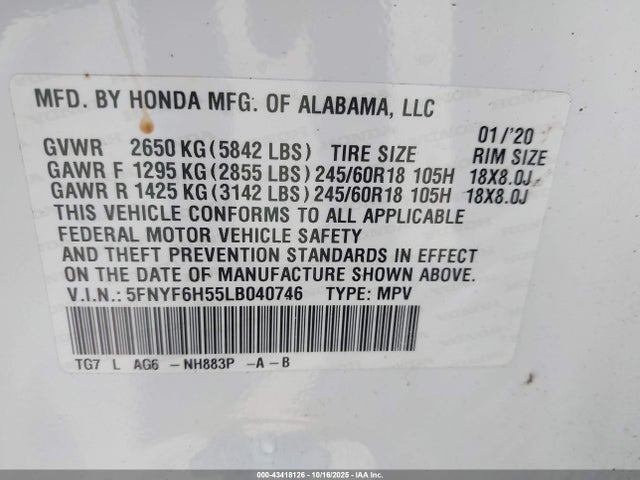 MFD. BY HONDA MFG. OF ALABAMA, LLC
01/'20
GVWR 2650 KG (5842 LBS) TIRE SIZE RIM SIZE
GAWR F 1295 KG (2855 LBS) 245/60R18 105H 18X8.0J
GAWR R 1425 KG (3142 LBS) 245/60R18 105H 18X8.0J
THIS VEHICLE CONFORMS TO ALL APPLICABLE
FEDERAL MOTOR VEHICLE SAFETY
AND THEFT PREVENTION STANDARDS IN EFFECT
ON THE DATE OF MANUFACTURE SHOWN ABOVE.
V.I.N.: 5FNYF6H55LB040746 TYPE: MPV
TG7 L AG6 -NH883P -A-B
000-43418126 - 10/16/2025 - IAA Inc.